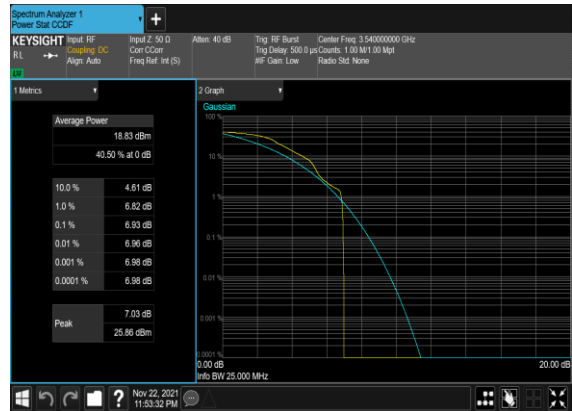 Spectrum Analyzer 1
Power Stat CCDF
KEYSIGHT
Input: RF
Input Z: 50 Ω
Atten: 40 dB
Trig: RF Burst
Center Freq: 3.540000000 GHz
R L
Coupling: DC
Corr CCorr
Trig Delay: 500.0 µs
Counts: 1.00 M/1.00 Mpt
Align: Auto
Freq Ref: Int (S)
#IF Gain: Low
Radio Std: None
1 Metrics
2 Graph
Gaussian
Average Power
18.83 dBm
40.50 % at 0 dB
10.0 % 4.61 dB
1.0 % 6.82 dB
0.1 % 6.93 dB
0.01 % 6.96 dB
0.001 % 6.98 dB
0.0001 % 6.98 dB
Peak
7.03 dB
25.86 dBm
100 %
10 %
1 %
0.1 %
0.01 %
0.001 %
0.0001 %
0.00 dB
20.00 dB
Info BW 25.000 MHz
?
Nov 22, 2021
11:53:32 PM